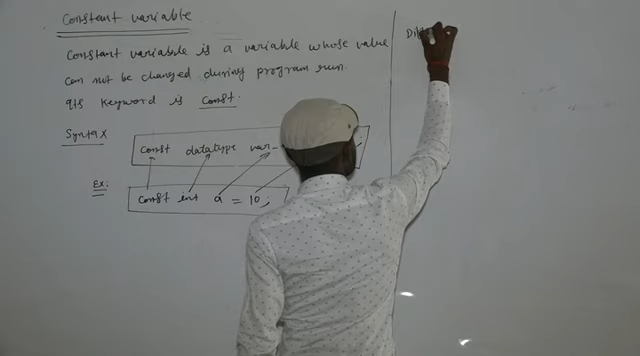 Constant variable
Constant variable is a variable whose value
can not be changed during program run.
Its keyword is const.
Syntax
const datatype var-
Ex:
const int a = 10;